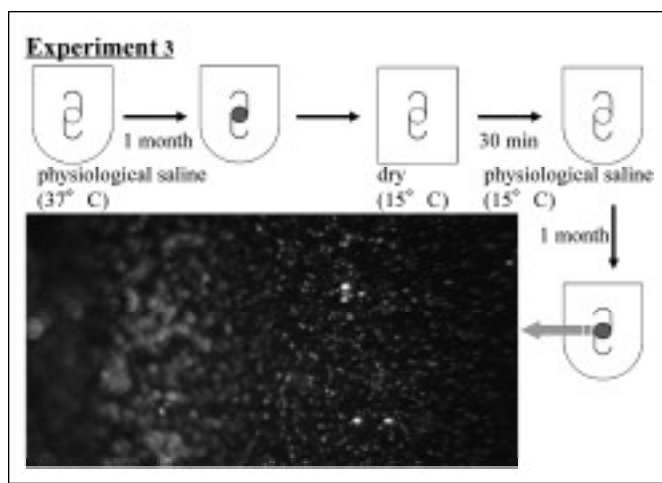 Experiment 3
1 month
30 min
physiological saline
(37° C)
dry
(15° C)
physiological saline
(15° C)
1 month